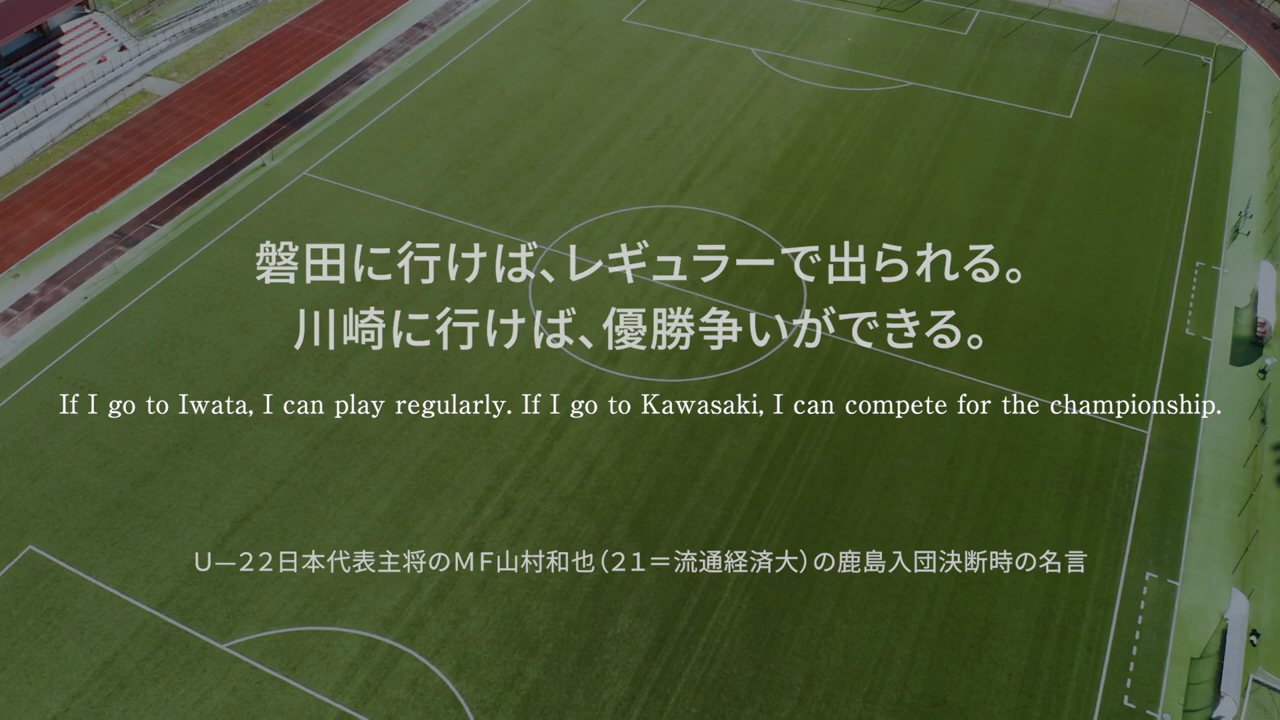 磐田に行けば、レギュラーで出られる。
川崎に行けば、優勝争いができる。
If I go to Iwata, I can play regularly. If I go to Kawasaki, I can compete for the championship.
Ｕ―２２日本代表主将のＭＦ山村和也（２１＝流通経済大）の鹿島入団決断時の名言